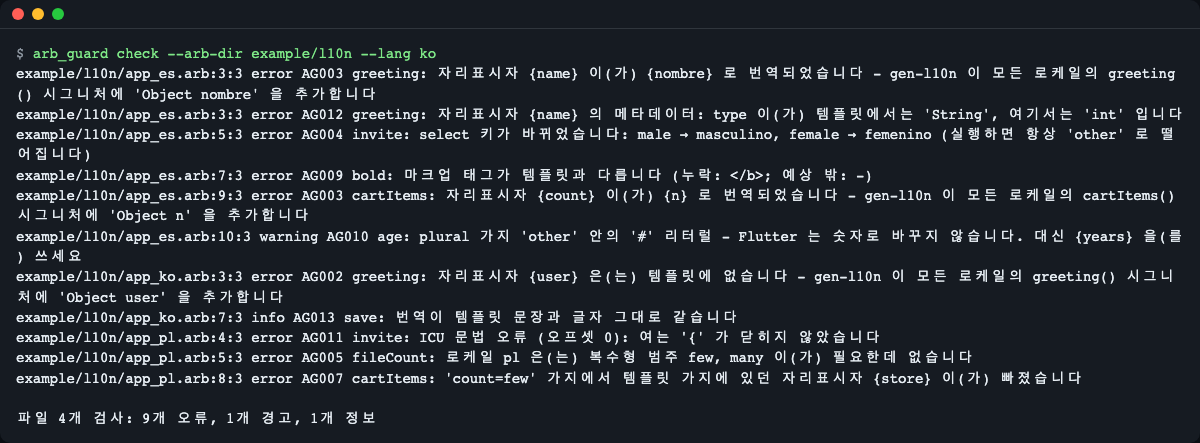 $ arb_guard check --arb-dir example/l10n --lang ko
example/l10n/app_es.arb:3:3 error AG003 greeting: 자리표시자 {name} 이(가) {nombre} 로 번역되었습니다 — gen-l10n 이 모든 로케일의 greeting
() 시그니처에 'Object nombre' 을 추가합니다
example/l10n/app_es.arb:3:3 error AG012 greeting: 자리표시자 {name} 의 메타데이터: type 이(가) 템플릿에서는 'String', 여기서는 'int' 입니다
example/l10n/app_es.arb:5:3 error AG004 invite: select 키가 바뀌었습니다: male → masculino, female → femenino (실행하면 항상 'other' 로 떨
어집니다)
example/l10n/app_es.arb:7:3 error AG009 bold: 마크업 태그가 템플릿과 다릅니다 (누락: </b>; 예상 밖: -)
example/l10n/app_es.arb:9:3 error AG003 cartItems: 자리표시자 {count} 이(가) {n} 로 번역되었습니다 — gen-l10n 이 모든 로케일의 cartItems()
시그니처에 'Object n' 을 추가합니다
example/l10n/app_es.arb:10:3 warning AG010 age: plural 가지 'other' 안의 '#' 리터럴 — Flutter 는 숫자로 바꾸지 않습니다. 대신 {years} 을(를
) 쓰세요
example/l10n/app_ko.arb:3:3 error AG002 greeting: 자리표시자 {user} 은(는) 템플릿에 없습니다 — gen-l10n 이 모든 로케일의 greeting() 시그니
처에 'Object user' 을 추가합니다
example/l10n/app_ko.arb:7:3 info AG013 save: 번역이 템플릿 문장과 글자 그대로 같습니다
example/l10n/app_pl.arb:4:3 error AG011 invite: ICU 문법 오류 (오프셋 0): 여는 '{' 가 닫히지 않았습니다
example/l10n/app_pl.arb:5:3 error AG005 fileCount: 로케일 pl 은(는) 복수형 범주 few, many 이(가) 필요한데 없습니다
example/l10n/app_pl.arb:8:3 error AG007 cartItems: 'count=few' 가지에서 템플릿 가지에 있던 자리표시자 {store} 이(가) 빠졌습니다
파일 4개 검사: 9개 오류, 1개 경고, 1개 정보